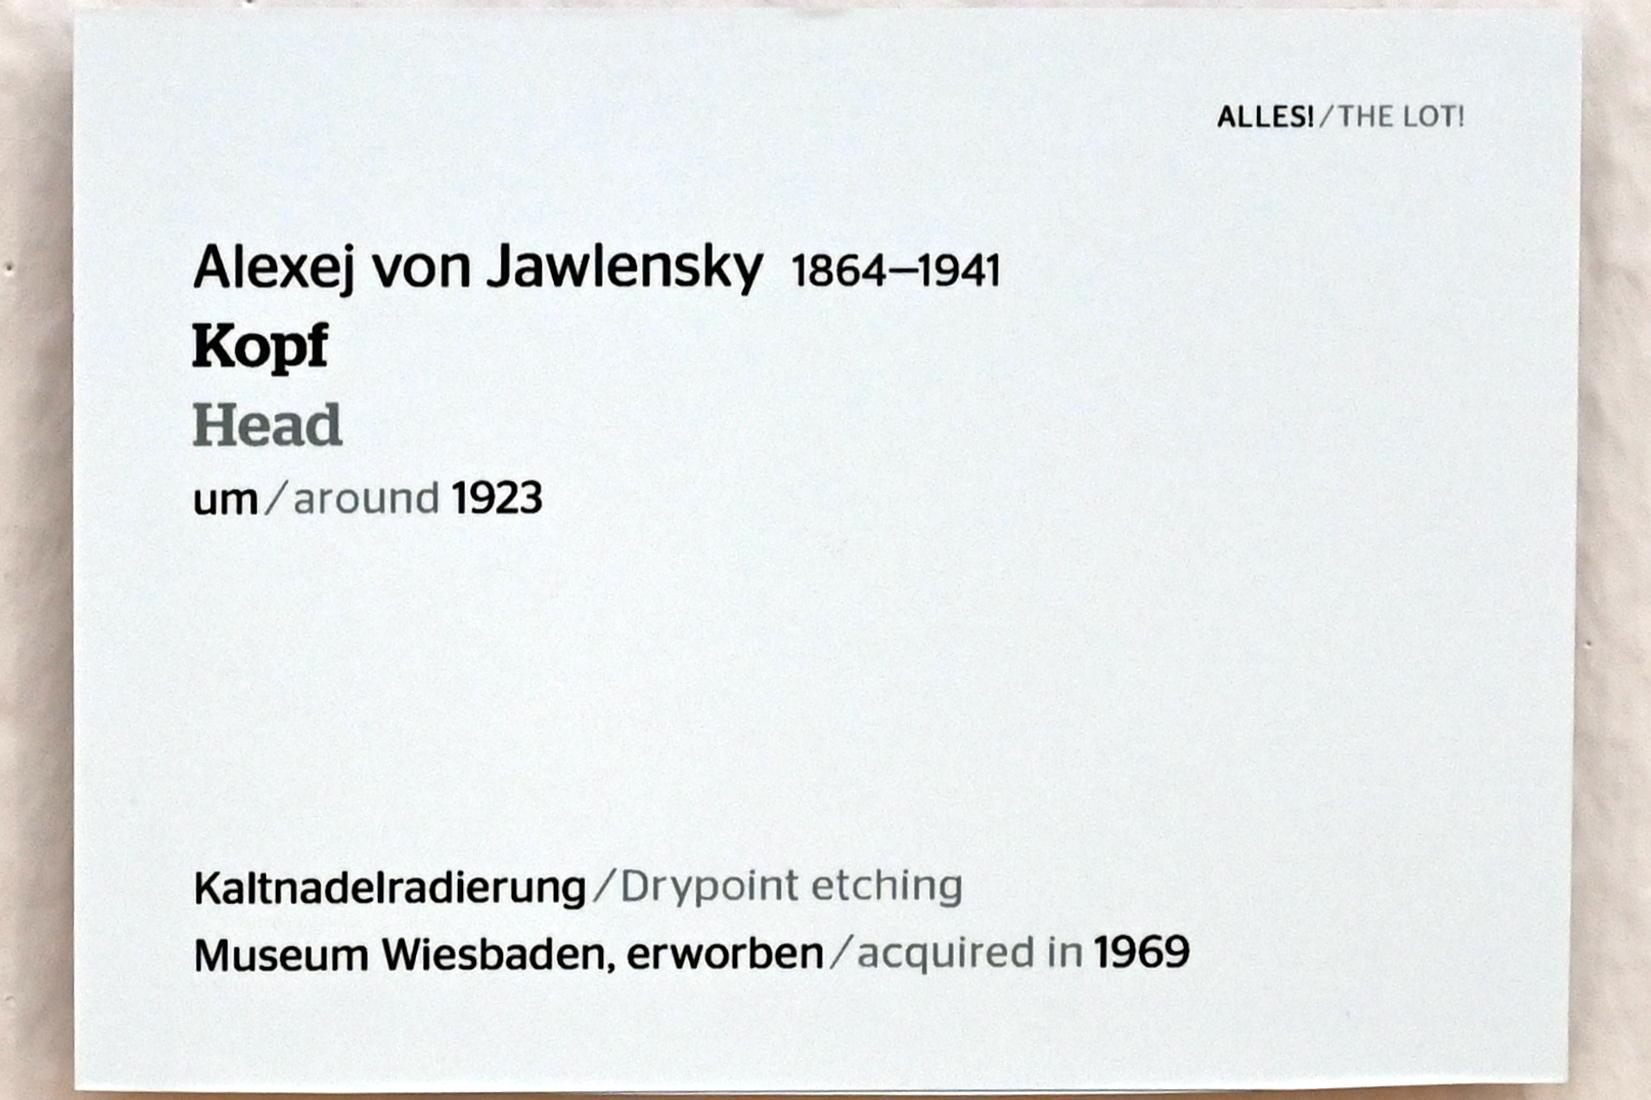 ALLES!/THE LOT!
Alexej von Jawlensky 1864–1941
Kopf
Head
um/around 1923
Kaltnadelradierung/Drypoint etching
Museum Wiesbaden, erworben/acquired in 1969